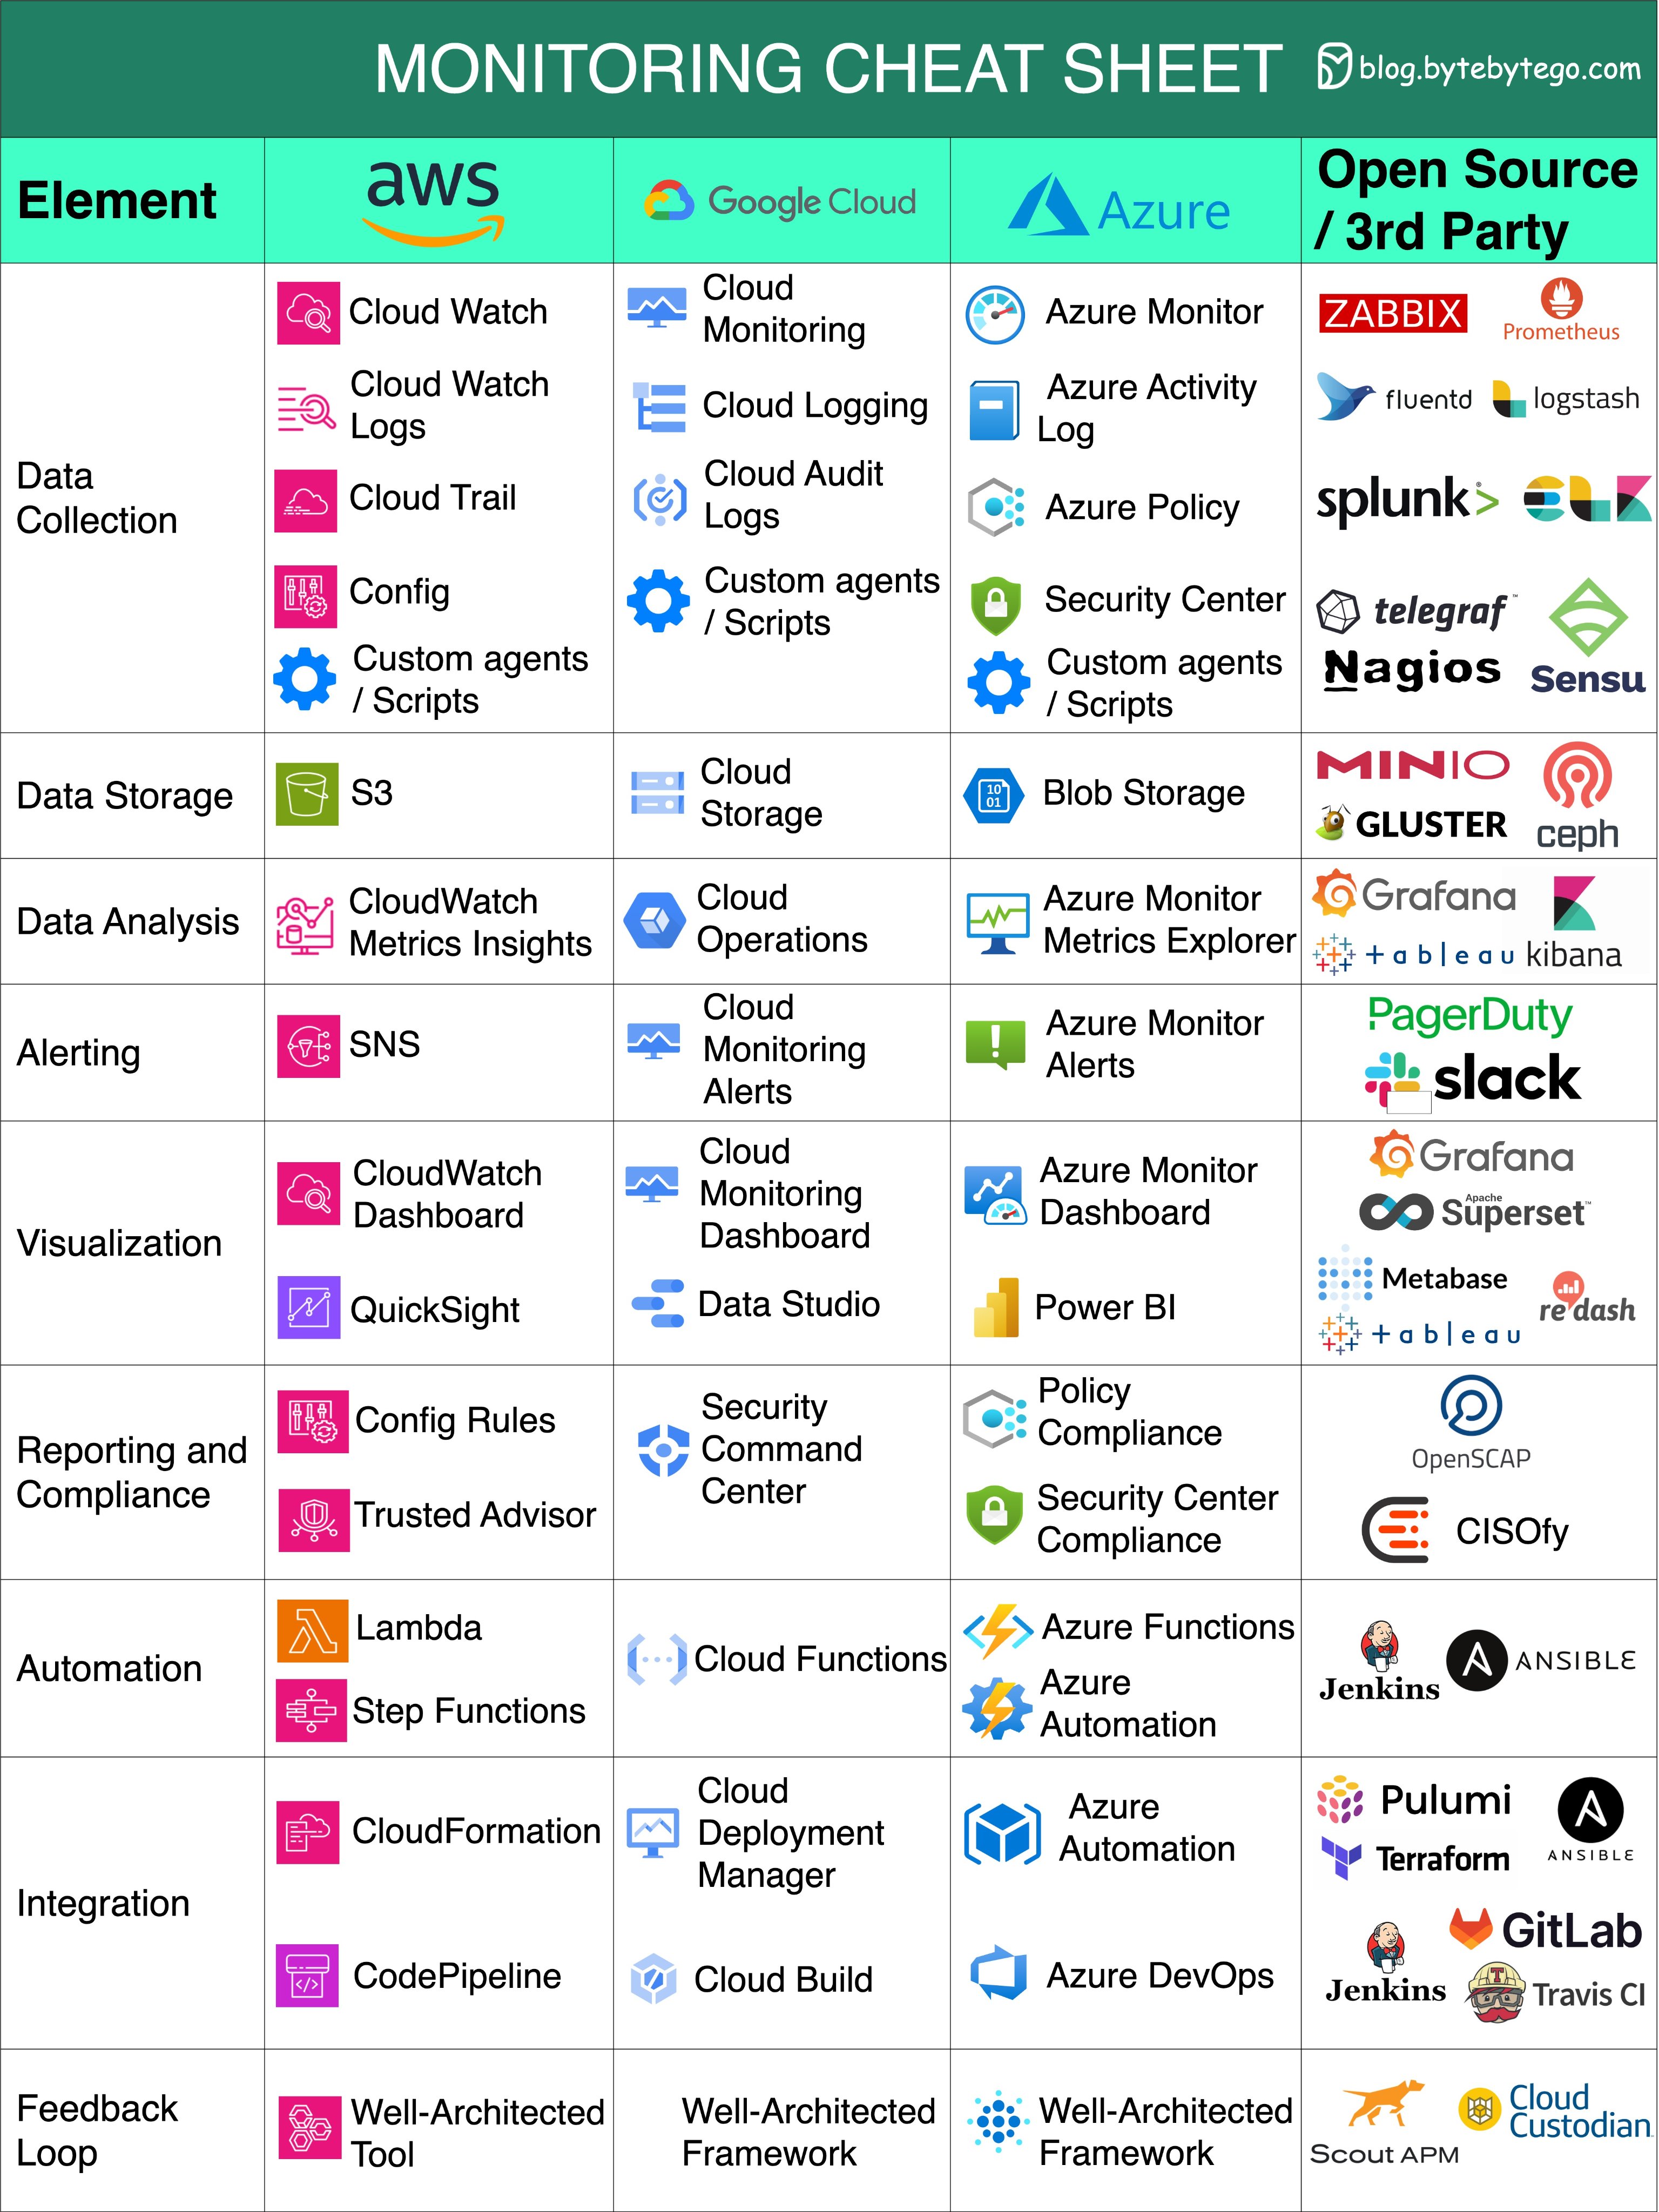 MONITORING CHEAT SHEET
blog.bytebytego.com
Element
aws
Google Cloud
Azure
Open Source
/ 3rd Party
Data
Collection
Cloud Watch
Cloud Watch
Logs
Cloud Trail
Config
Custom agents
/ Scripts
Cloud
Monitoring
Cloud Logging
Cloud Audit
Logs
Custom agents
/ Scripts
Azure Monitor
Azure Activity
Log
Azure Policy
Security Center
Custom agents
/ Scripts
ZABBIX
Prometheus
fluentd
logstash
splunk>
ELK
telegraf
Nagios
Sensu
Data Storage
S3
Cloud
Storage
10
01
Blob Storage
MINIO
GLUSTER
ceph
Data Analysis
CloudWatch
Metrics Insights
Cloud
Operations
Azure Monitor
Metrics Explorer
Grafana
+ableau
kibana
Alerting
SNS
Cloud
Monitoring
Alerts
Azure Monitor
Alerts
PagerDuty
slack
Visualization
CloudWatch
Dashboard
QuickSight
Cloud
Monitoring
Dashboard
Data Studio
Azure Monitor
Dashboard
Power BI
Grafana
Apache
Superset™
Metabase
redash
+ableau
Reporting and
Compliance
Config Rules
Trusted Advisor
Security
Command
Center
Policy
Compliance
Security Center
Compliance
OpenSCAP
CISOfy
Automation
Lambda
Step Functions
Cloud Functions
Azure Functions
Azure
Automation
Jenkins
ANSIBLE
Integration
CloudFormation
CodePipeline
Cloud
Deployment
Manager
Cloud Build
Azure
Automation
Azure DevOps
Pulumi
Terraform
ANSIBLE
Jenkins
GitLab
Travis CI
Feedback
Loop
Well-Architected
Tool
Well-Architected
Framework
Well-Architected
Framework
Scout APM
Cloud
Custodian